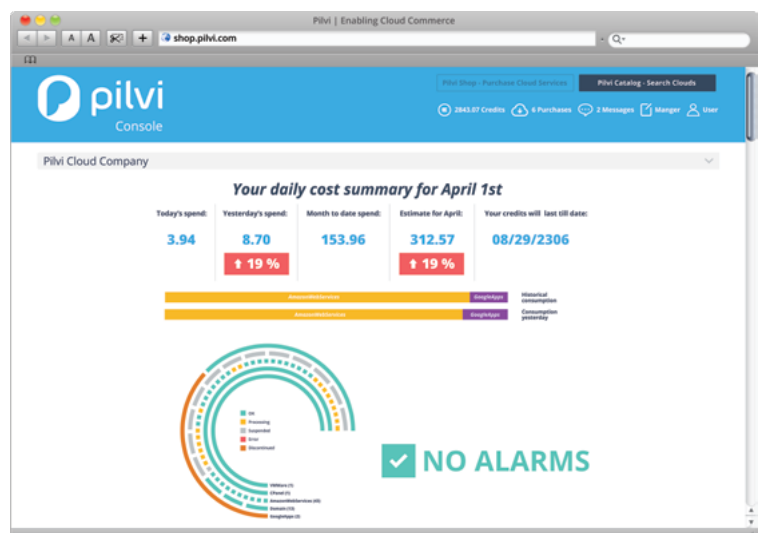 Pilvi | Enabling Cloud Commerce
A A
shop.pilvi.com
Q
pilvi
Console
Pilvi Shop - Purchase Cloud Services
Pilvi Catalog - Search Clouds
2843.07 Credits 6 Purchases 2 Messages Manger User
Pilvi Cloud Company
Your daily cost summary for April 1st
Today's spend: Yesterday's spend: Month to date spend: Estimate for April: Your credits will last till date:
3.94 8.70 153.96 312.57 08/29/2306
19 % 19 %
AmazonWebServices GoogleApps Historical
consumption
AmazonWebServices GoogleApps Consumption
yesterday
OK
Processing
Suspended
Error
Discontinued
NO ALARMS
VMWare (1)
CPanel (1)
AmazonWebServices (45)
Domain (13)
GoogleApps (3)